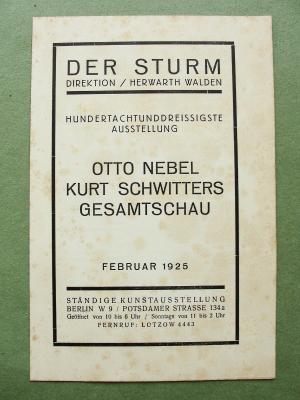 DER STURM
DIREKTION / HERWARTH WALDEN
HUNDERTACHTUNDDREISSIGSTE
AUSSTELLUNG
OTTO NEBEL
KURT SCHWITTERS
GESAMTSCHAU
FEBRUAR 1925
STÄNDIGE KUNSTAUSSTELLUNG
BERLIN W 9 / POTSDAMER STRASSE 134a
Geöffnet von 10 bis 6 Uhr / Sonntags von 11 bis 2 Uhr
FERNRUF: LÜTZOW 4443